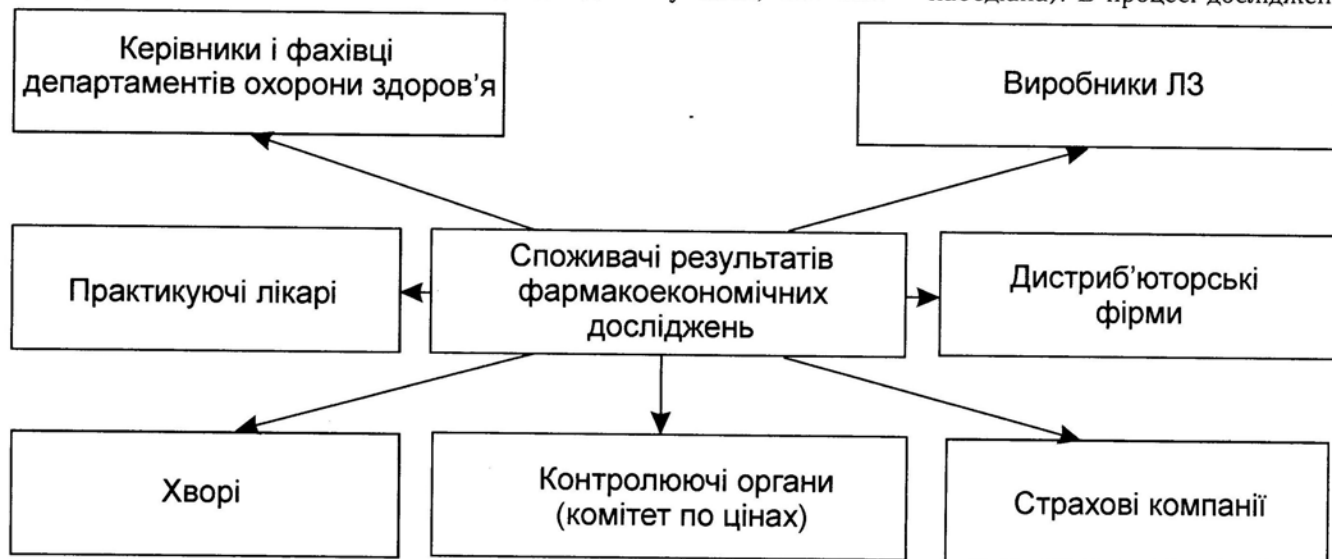 В процесі
Керівники і фахівці
департаментів охорони здоров’я
Виробники ЛЗ
Практикуючі лікарі
Споживачі результатів
фармакоекономічних
досліджень
Дистриб’юторські
фірми
Хворі
Контролюючі органи
(комітет по цінах)
Страхові компанії